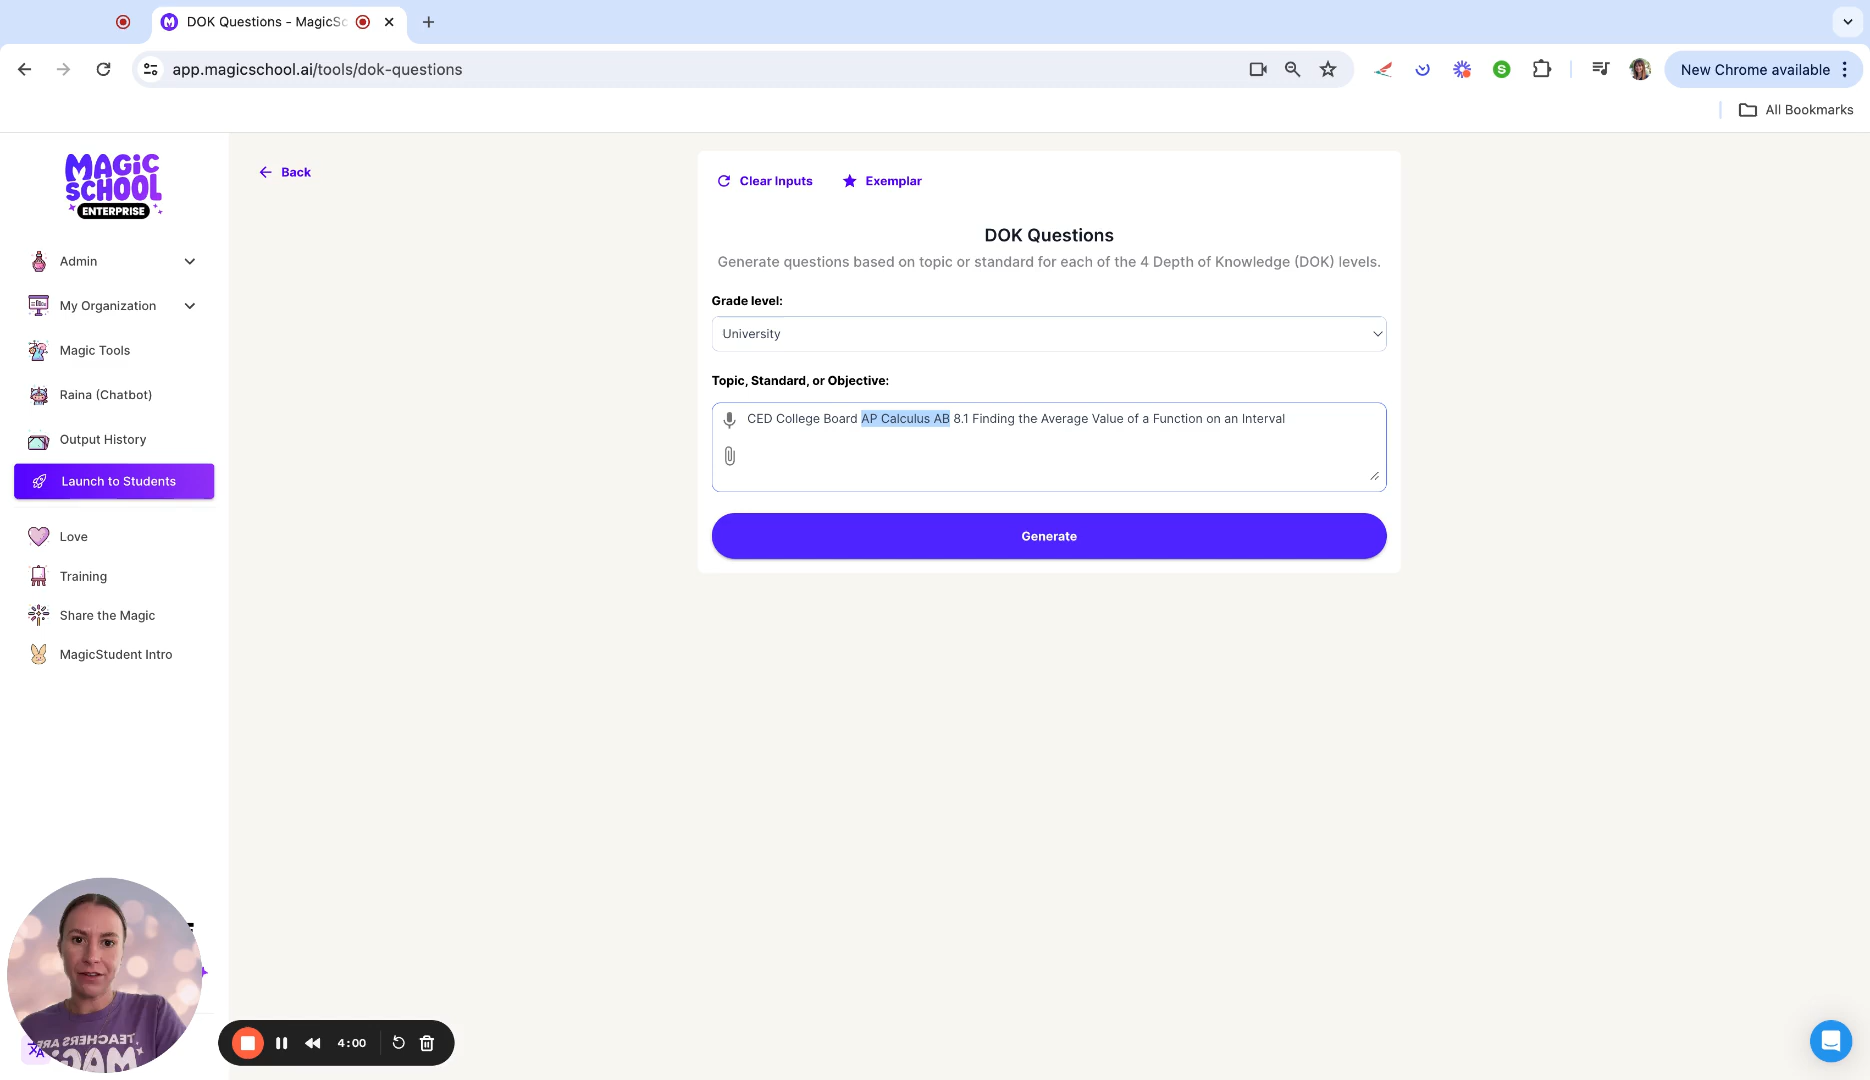 DOK Questions - MagicSc
app.magicschool.ai/tools/dok-questions
New Chrome available
All Bookmarks
MAGIC SCHOOL
ENTERPRISE
Admin
My Organization
Magic Tools
Raina (Chatbot)
Output History
Launch to Students
Love
Training
Share the Magic
MagicStudent Intro
Back
Clear Inputs
Exemplar
DOK Questions
Generate questions based on topic or standard for each of the 4 Depth of Knowledge (DOK) levels.
Grade level:
University
Topic, Standard, or Objective:
CED College Board AP Calculus AB 8.1 Finding the Average Value of a Function on an Interval
Generate
TEACHERS ARE
MAGIC
4:00